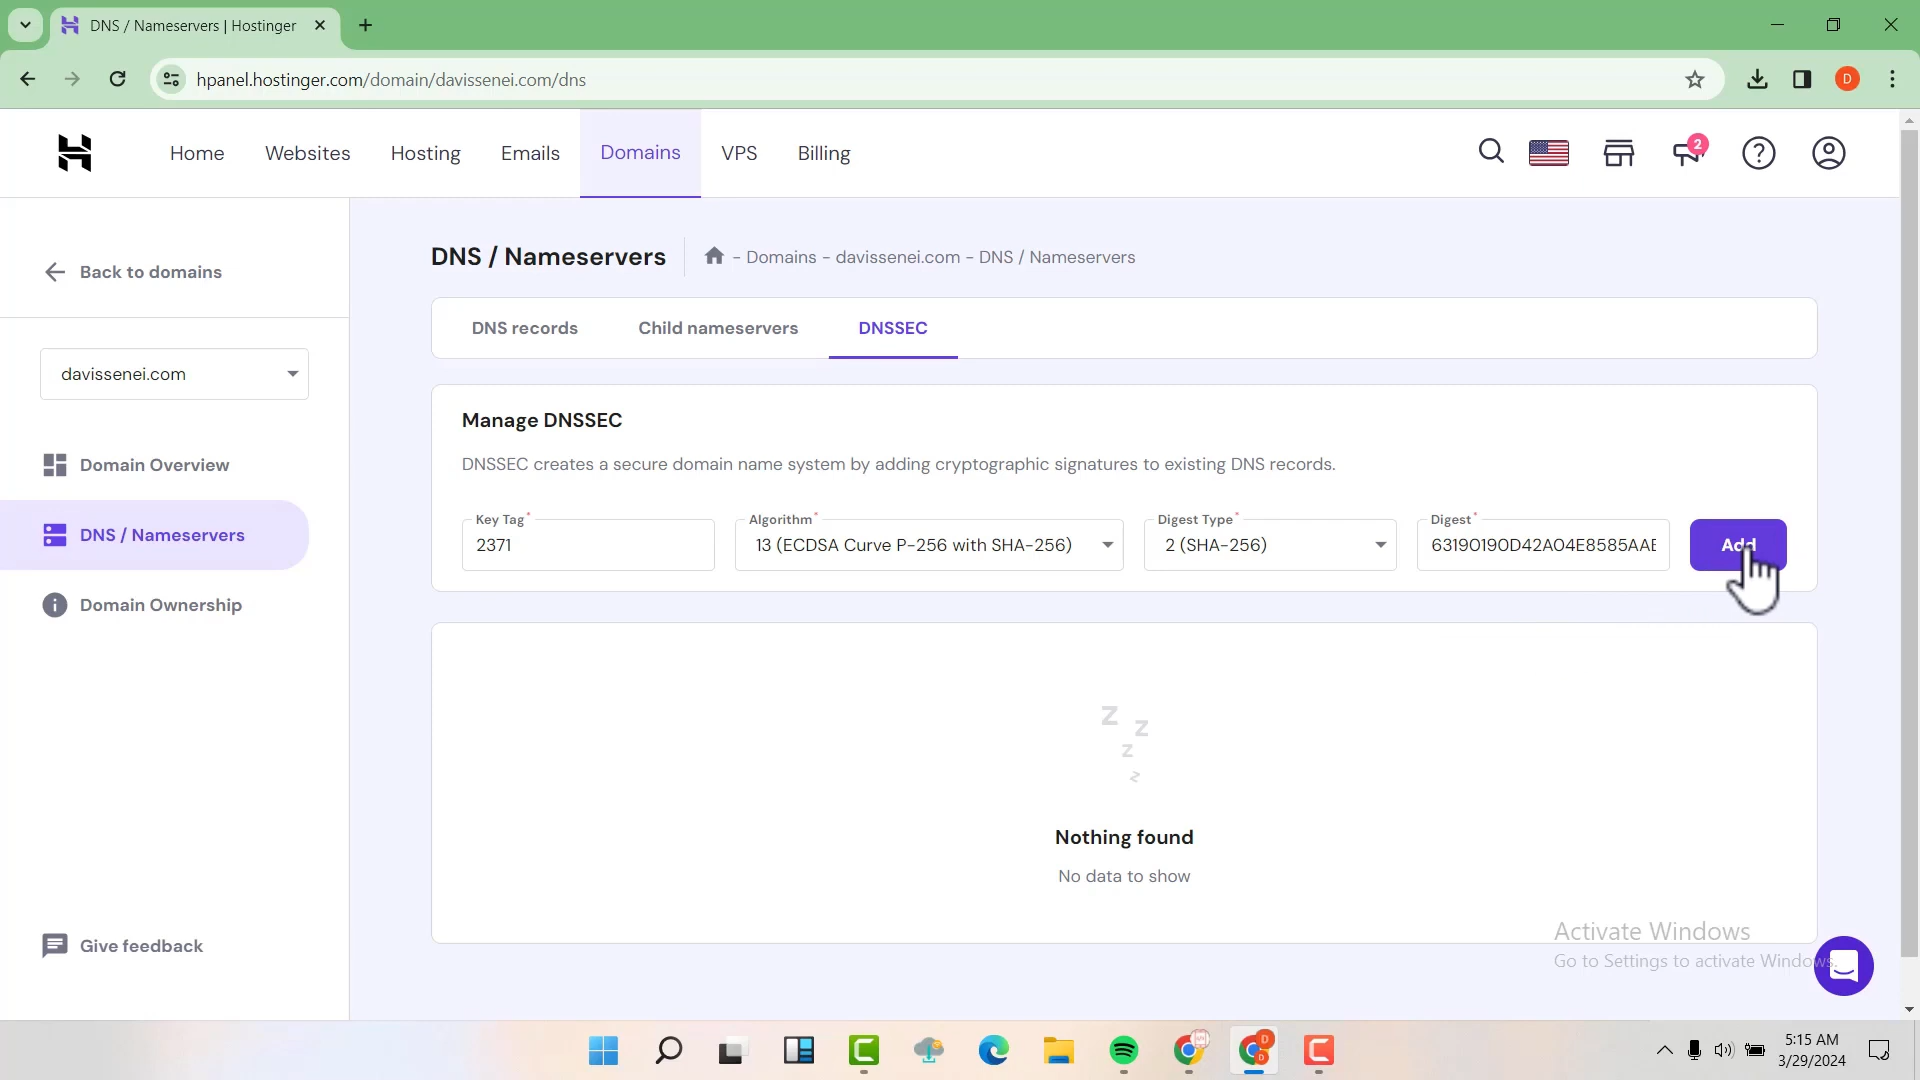 DNS / Nameservers | Hostinger
hpanel.hostinger.com/domain/davissenei.com/dns
D
Home
Websites
Hosting
Emails
Domains
VPS
Billing
2
Back to domains
davissenei.com
Domain Overview
DNS / Nameservers
Domain Ownership
Give feedback
DNS / Nameservers
- Domains - davissenei.com - DNS / Nameservers
DNS records
Child nameservers
DNSSEC
Manage DNSSEC
DNSSEC creates a secure domain name system by adding cryptographic signatures to existing DNS records.
Key Tag*
2371
Algorithm*
13 (ECDSA Curve P-256 with SHA-256)
Digest Type*
2 (SHA-256)
Digest*
63190190D42A04E8585AAE
Add
z z z z
Nothing found
No data to show
Activate Windows
Go to Settings to activate Windows.
5:15 AM
3/29/2024